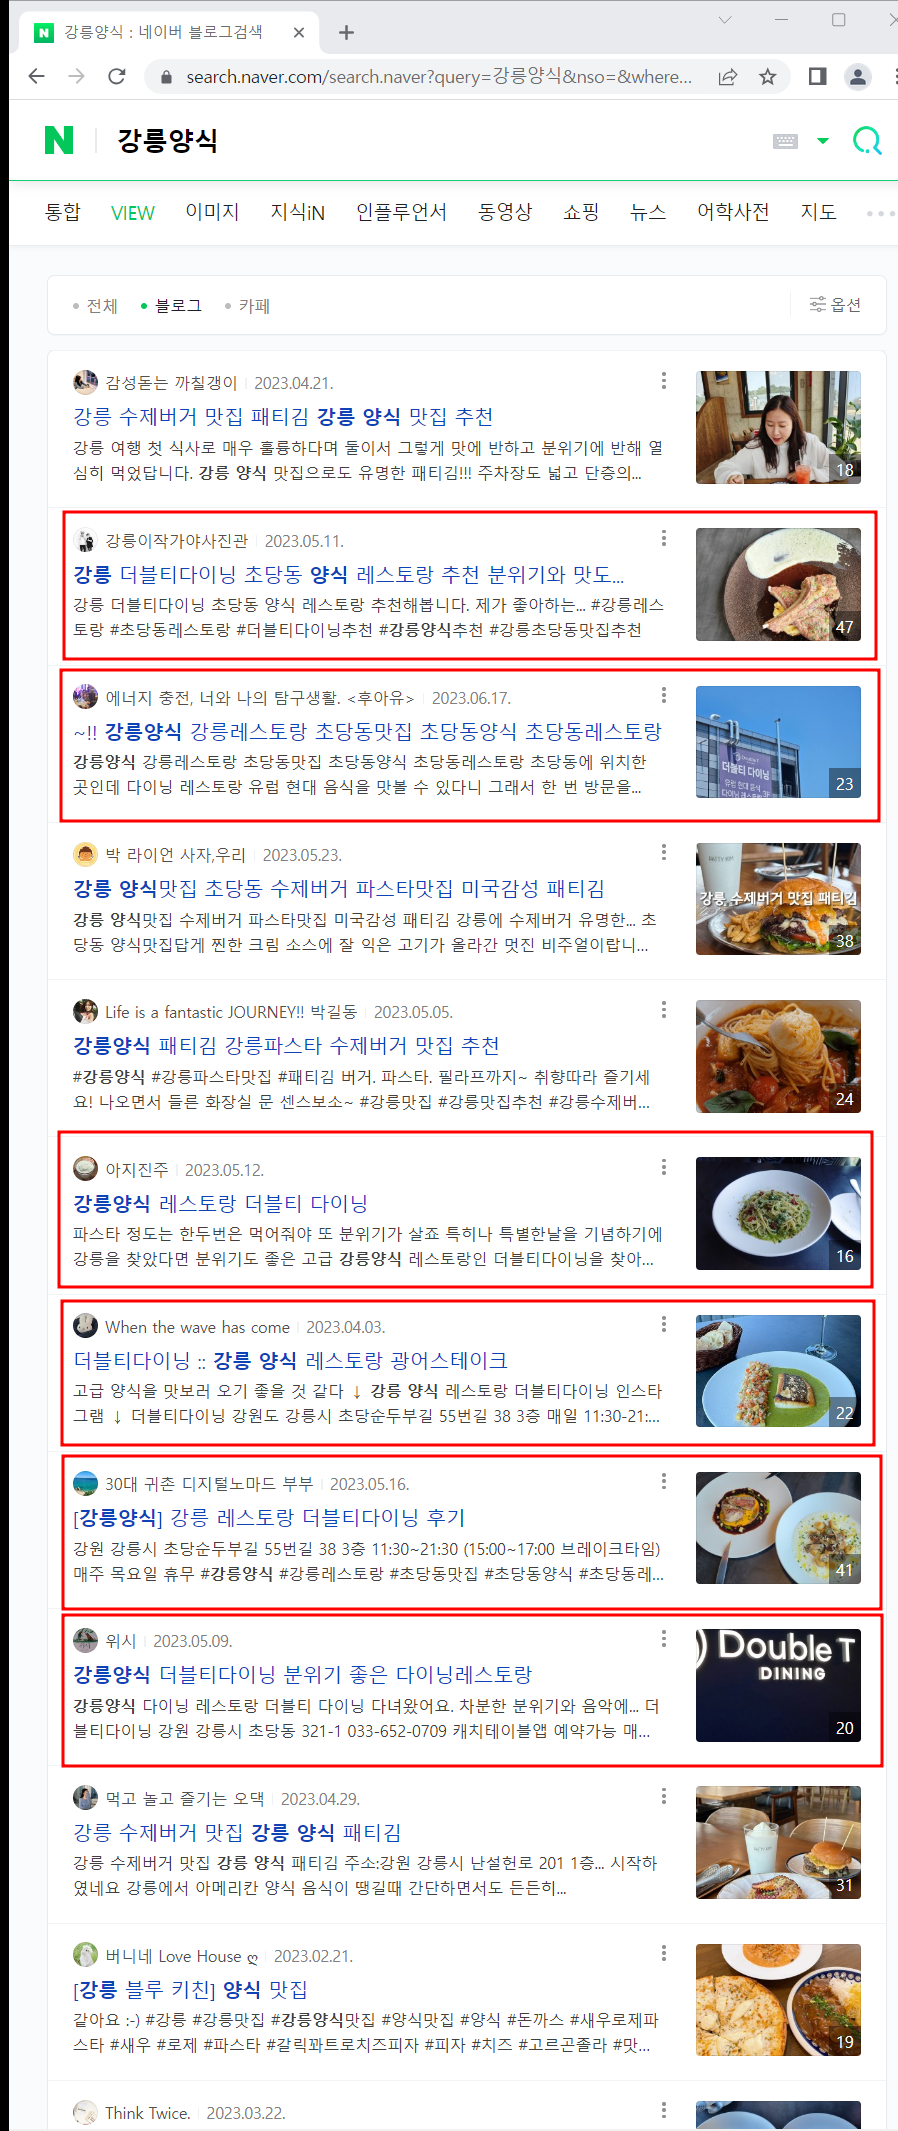 강릉양식 : 네이버 블로그검색
search.naver.com/search.naver?query=강릉양식&nso=&where...
N 강릉양식
통합 VIEW 이미지 지식iN 인플루언서 동영상 쇼핑 뉴스 어학사전 지도
전체 블로그 카페 옵션
감성돋는 까칠갱이 2023.04.21.
강릉 수제버거 맛집 패티김 강릉 양식 맛집 추천
강릉 여행 첫 식사로 매우 훌륭하다며 둘이서 그렇게 맛에 반하고 분위기에 반해 열
심히 먹었답니다. 강릉 양식 맛집으로도 유명한 패티김!!! 주차장도 넓고 단층의...
18
강릉이작가야사진관 2023.05.11.
강릉 더블티다이닝 초당동 양식 레스토랑 추천 분위기와 맛도...
강릉 더블티다이닝 초당동 양식 레스토랑 추천해봅니다. 제가 좋아하는... #강릉레스
토랑 #초당동레스토랑 #더블티다이닝추천 #강릉양식추천 #강릉초당동맛집추천
47
에너지 충전, 너와 나의 탐구생활. <후아유> 2023.06.17.
~!! 강릉양식 강릉레스토랑 초당동맛집 초당동양식 초당동레스토랑
강릉양식 강릉레스토랑 초당동맛집 초당동양식 초당동레스토랑 초당동에 위치한
곳인데 다이닝 레스토랑 유럽 현대 음식을 맛볼 수 있다니 그래서 한 번 방문을...
더블티 다이닝
유럽 현대 음식
다이닝 레스토랑
23
박 라이언 사자,우리 2023.05.23.
강릉 양식맛집 초당동 수제버거 파스타맛집 미국감성 패티김
강릉 양식맛집 수제버거 파스타맛집 미국감성 패티김 강릉에 수제버거 유명한... 초
당동 양식맛집답게 찐한 크림 소스에 잘 익은 고기가 올라간 멋진 비주얼이랍니...
강릉 수제버거 맛집 패티김
38
Life is a fantastic JOURNEY!! 박길동 2023.05.05.
강릉양식 패티김 강릉파스타 수제버거 맛집 추천
#강릉양식 #강릉파스타맛집 #패티김 버거. 파스타. 필라프까지~ 취향따라 즐기세
요! 나오면서 들른 화장실 문 센스보소~ #강릉맛집 #강릉맛집추천 #강릉수제버...
24
아지진주 2023.05.12.
강릉양식 레스토랑 더블티 다이닝
파스타 정도는 한두번은 먹어줘야 또 분위기가 살죠 특히나 특별한날을 기념하기에
강릉을 찾았다면 분위기도 좋은 고급 강릉양식 레스토랑인 더블티다이닝을 찾아...
16
When the wave has come 2023.04.03.
더블티다이닝 :: 강릉 양식 레스토랑 광어스테이크
고급 양식을 맛보러 오기 좋을 것 같다 ↓ 강릉 양식 레스토랑 더블티다이닝 인스타
그램 ↓ 더블티다이닝 강원도 강릉시 초당순두부길 55번길 38 3층 매일 11:30-21:...
22
30대 귀촌 디지털노마드 부부 2023.05.16.
[강릉양식] 강릉 레스토랑 더블티다이닝 후기
강원 강릉시 초당순두부길 55번길 38 3층 11:30~21:30 (15:00~17:00 브레이크타임)
매주 목요일 휴무 #강릉양식 #강릉레스토랑 #초당동맛집 #초당동양식 #초당동레...
41
위시 2023.05.09.
강릉양식 더블티다이닝 분위기 좋은 다이닝레스토랑
강릉양식 다이닝 레스토랑 더블티 다이닝 다녀왔어요. 차분한 분위기와 음악에... 더
블티다이닝 강원 강릉시 초당동 321-1 033-652-0709 캐치테이블앱 예약가능 매...
Double T
DINING
20
먹고 놀고 즐기는 오댁 2023.04.29.
강릉 수제버거 맛집 강릉 양식 패티김
강릉 수제버거 맛집 강릉 양식 패티김 주소:강원 강릉시 난설헌로 201 1층... 시작하
였네요 강릉에서 아메리칸 양식 음식이 땡길때 간단하면서도 든든히...
31
버니네 Love House ღ 2023.02.21.
[강릉 블루 키친] 양식 맛집
같아요 :-) #강릉 #강릉맛집 #강릉양식맛집 #양식맛집 #양식 #돈까스 #새우로제파
스타 #새우 #로제 #파스타 #갈릭꽈트로치즈피자 #피자 #치즈 #고르곤졸라 #맛...
19
Think Twice. 2023.03.22.